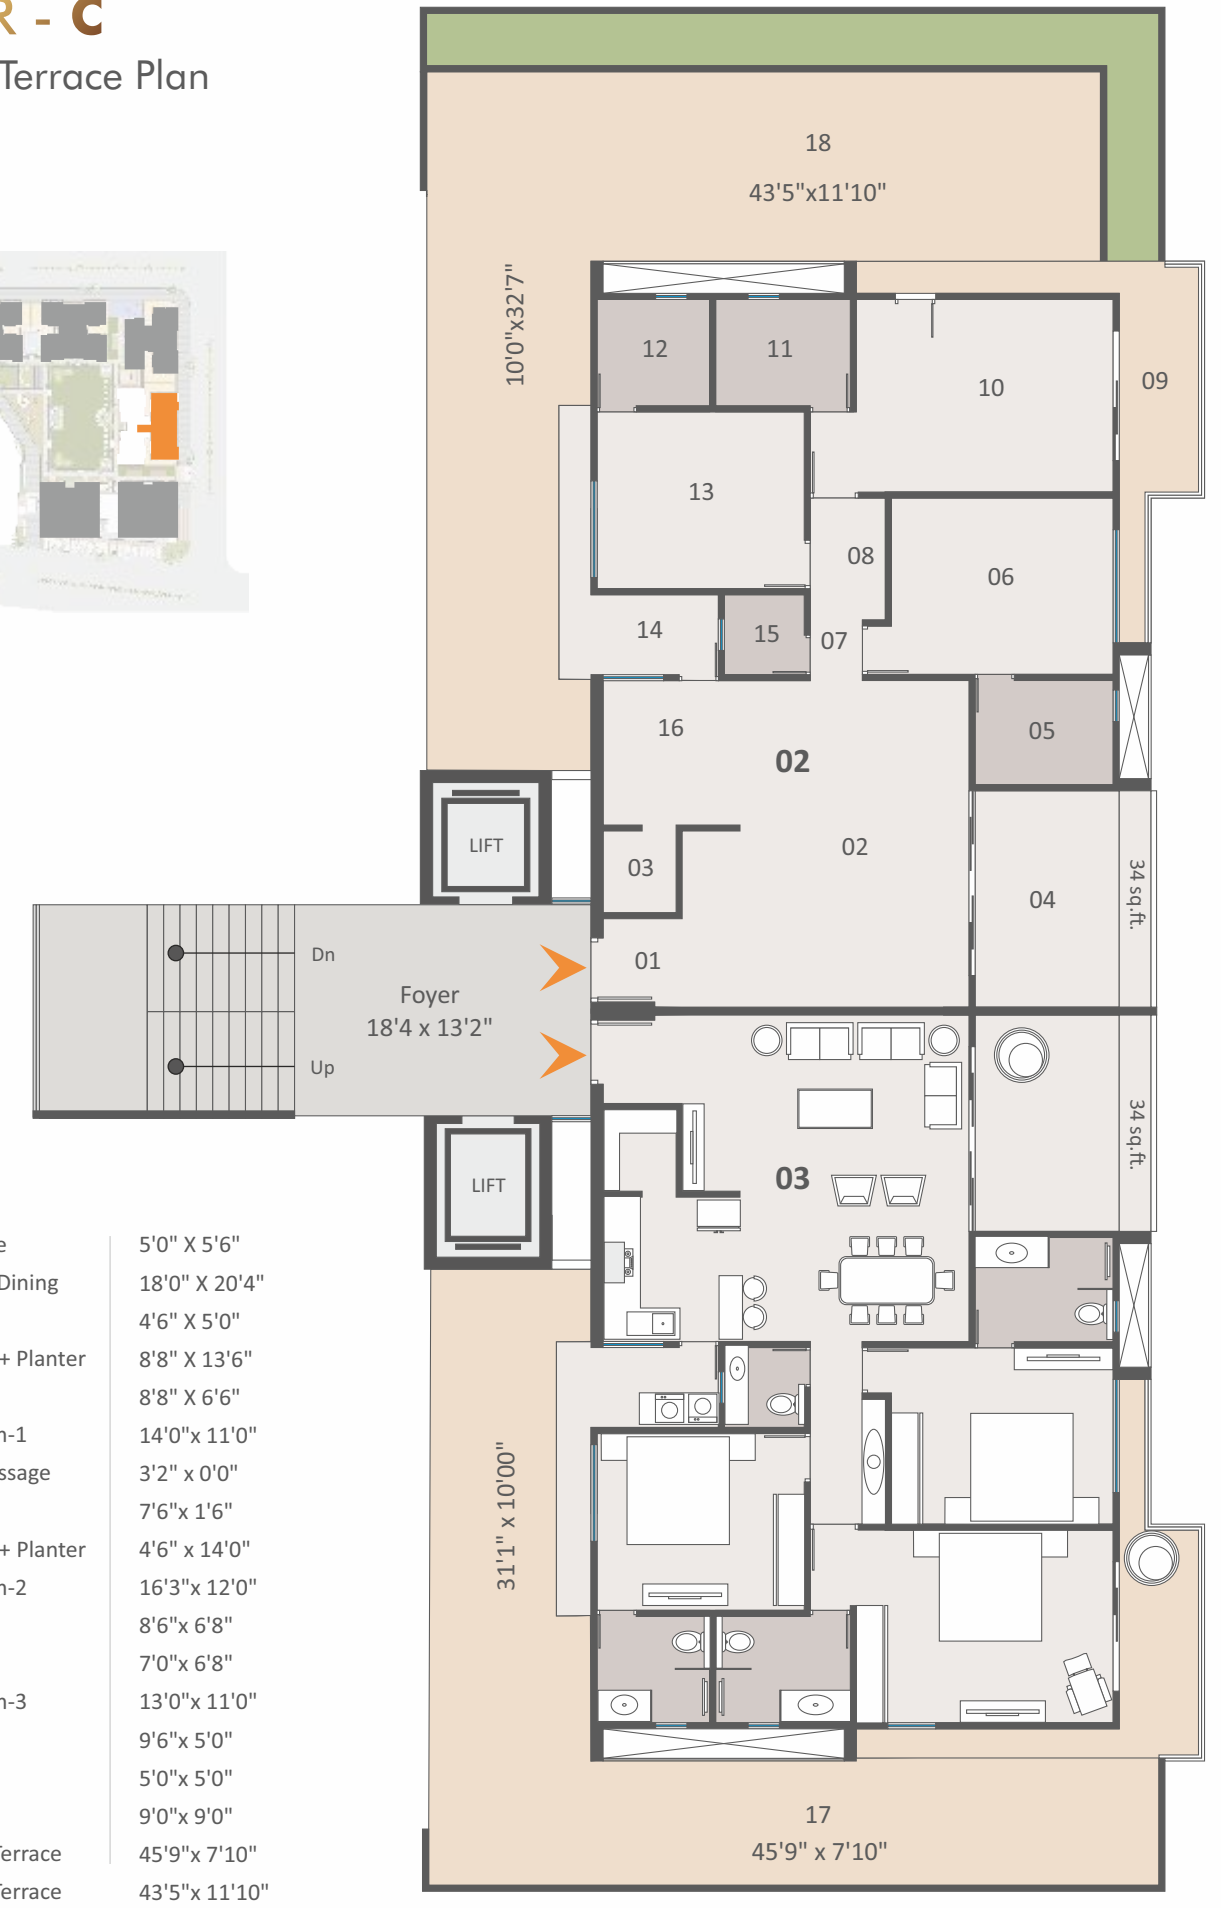 R - C
Terrace Plan
18
43'5"x11'10"
10'0"x32'7"
12
11
10
09
13
08
06
14
15
07
16
02
05
02
03
04
34 sq.ft.
LIFT
01
Dn
Foyer
18'4 x 13'2"
Up
34 sq.ft.
LIFT
03
31'1" x 10'00"
17
45'9" x 7'10"
e 5'0" X 5'6"
Dining 18'0" X 20'4"
4'6" X 5'0"
+ Planter 8'8" X 13'6"
8'8" X 6'6"
-1 14'0"x 11'0"
ssage 3'2" x 0'0"
7'6"x 1'6"
+ Planter 4'6" x 14'0"
-2 16'3"x 12'0"
8'6"x 6'8"
7'0"x 6'8"
-3 13'0"x 11'0"
9'6"x 5'0"
5'0"x 5'0"
9'0"x 9'0"
Terrace 45'9"x 7'10"
Terrace 43'5"x 11'10"